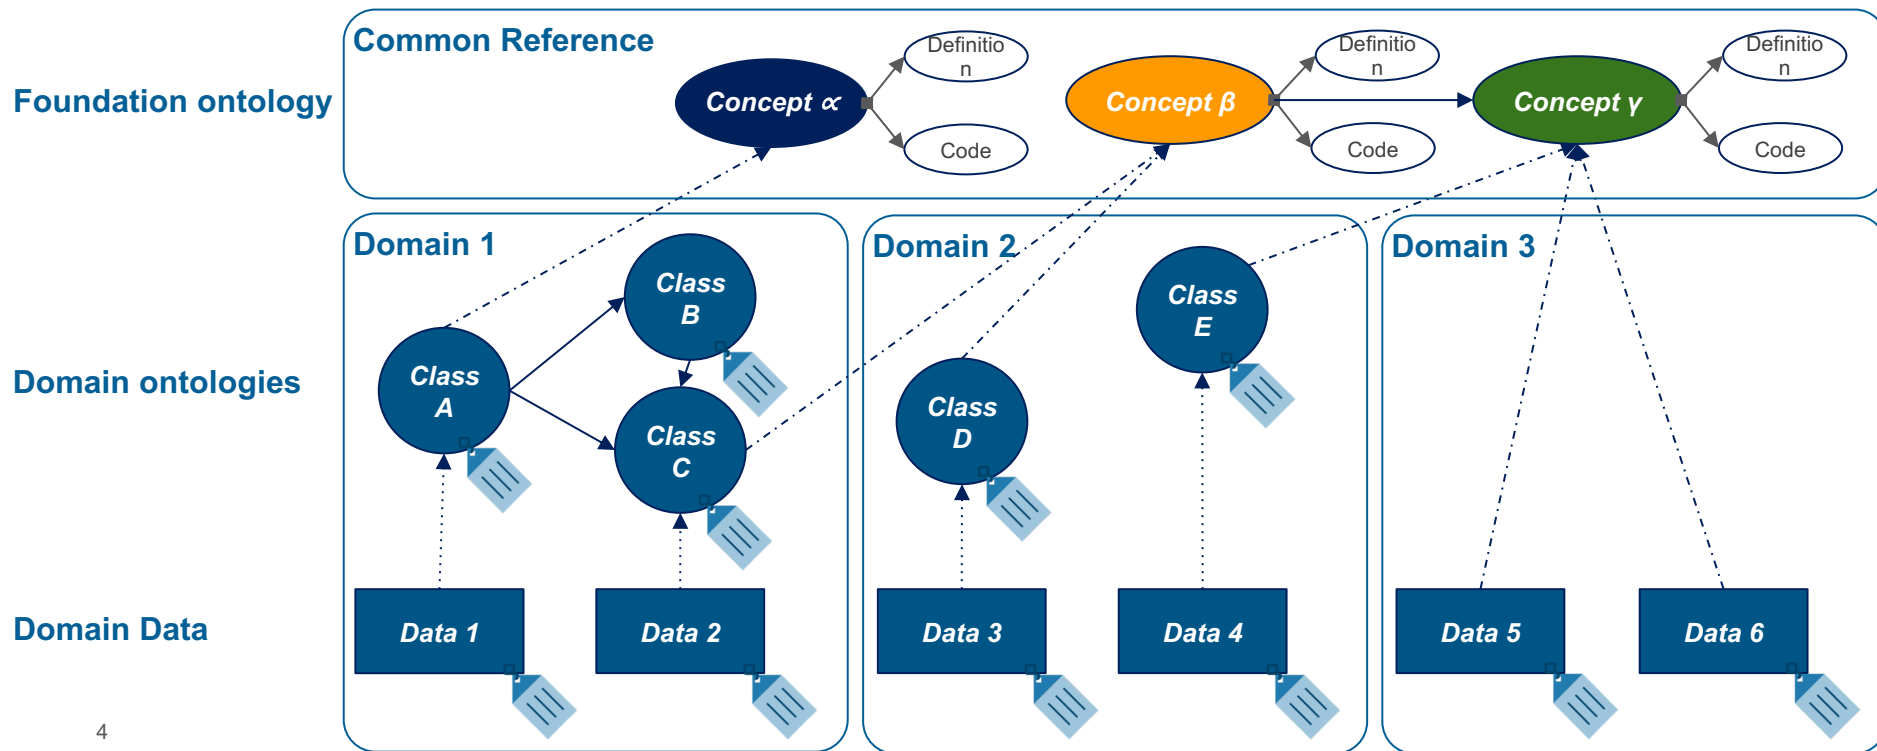 Common Reference
Foundation ontology
Concept ∝
Definitio
n
Code
Concept β
Definitio
n
Code
Concept γ
Definitio
n
Code
Domain ontologies
Domain 1
Class
A
Class
B
Class
C
Domain 2
Class
D
Class
E
Domain 3
Domain Data
Data 1
Data 2
Data 3
Data 4
Data 5
Data 6
4